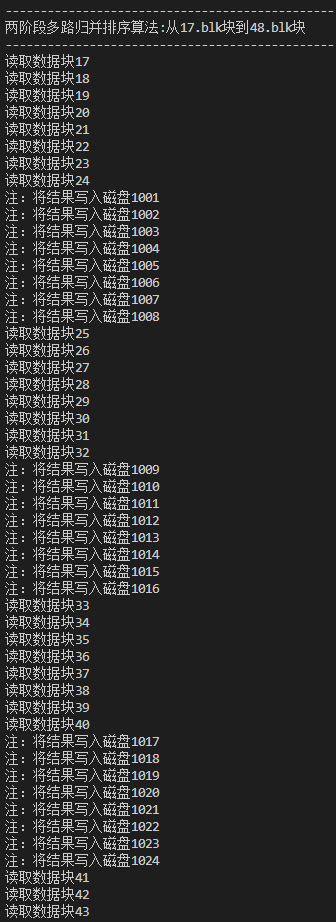 两阶段多路归并排序算法:从17.blk块到48.blk块
读取数据块17
读取数据块18
读取数据块19
读取数据块20
读取数据块21
读取数据块22
读取数据块23
读取数据块24
注：将结果写入磁盘1001
注：将结果写入磁盘1002
注：将结果写入磁盘1003
注：将结果写入磁盘1004
注：将结果写入磁盘1005
注：将结果写入磁盘1006
注：将结果写入磁盘1007
注：将结果写入磁盘1008
读取数据块25
读取数据块26
读取数据块27
读取数据块28
读取数据块29
读取数据块30
读取数据块31
读取数据块32
注：将结果写入磁盘1009
注：将结果写入磁盘1010
注：将结果写入磁盘1011
注：将结果写入磁盘1012
注：将结果写入磁盘1013
注：将结果写入磁盘1014
注：将结果写入磁盘1015
注：将结果写入磁盘1016
读取数据块33
读取数据块34
读取数据块35
读取数据块36
读取数据块37
读取数据块38
读取数据块39
读取数据块40
注：将结果写入磁盘1017
注：将结果写入磁盘1018
注：将结果写入磁盘1019
注：将结果写入磁盘1020
注：将结果写入磁盘1021
注：将结果写入磁盘1022
注：将结果写入磁盘1023
注：将结果写入磁盘1024
读取数据块41
读取数据块42
读取数据块43